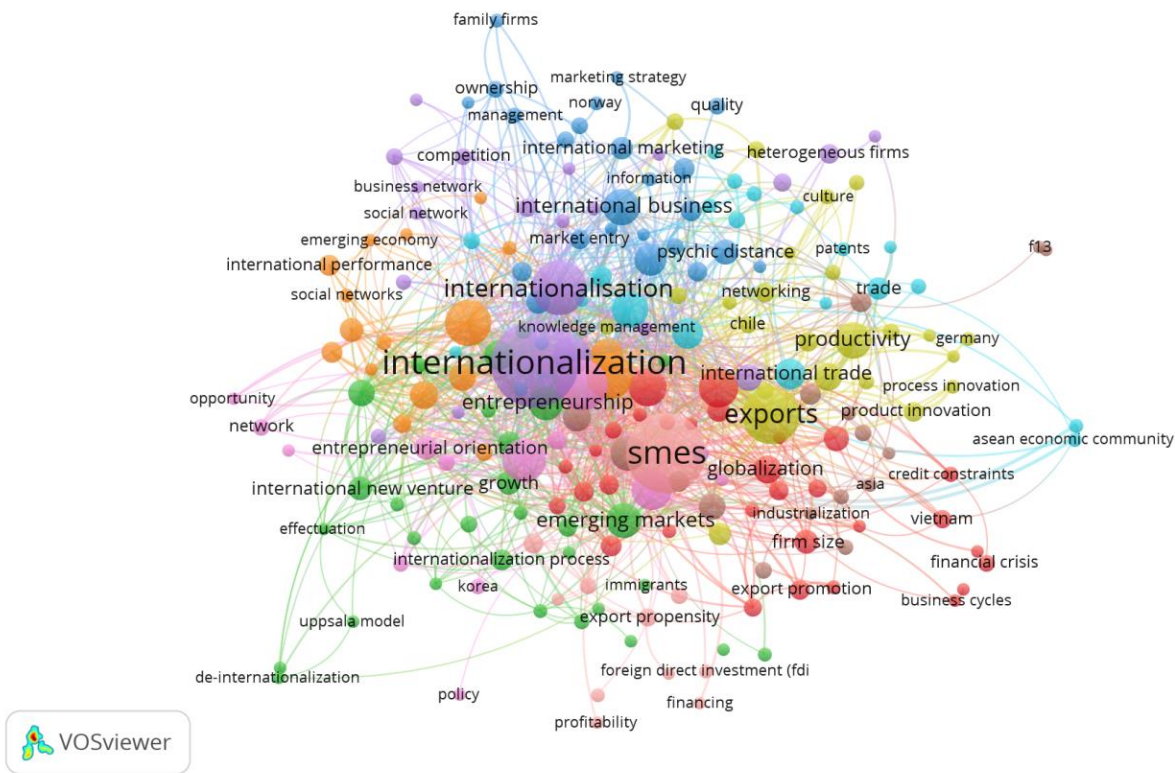 family firms
marketing strategy
ownership
norway
quality
management
international marketing
competition
heterogeneous firms
information
business network
culture
international business
social network
market entry
emerging economy
psychic distance
patents
f13
international performance
internationalisation
networking
trade
social networks
knowledge management
chile
productivity
germany
internationalization
international trade
process innovation
opportunity
entrepreneurship
exports
product innovation
network
asean economic community
entrepreneurial orientation
smes
globalization
credit constraints
international new venture
growth
asia
industrialization
effectuation
emerging markets
vietnam
firm size
internationalization process
financial crisis
korea
immigrants
export promotion
business cycles
export propensity
uppsala model
de-internationalization
foreign direct investment (fdi
policy
financing
profitability
VOSviewer